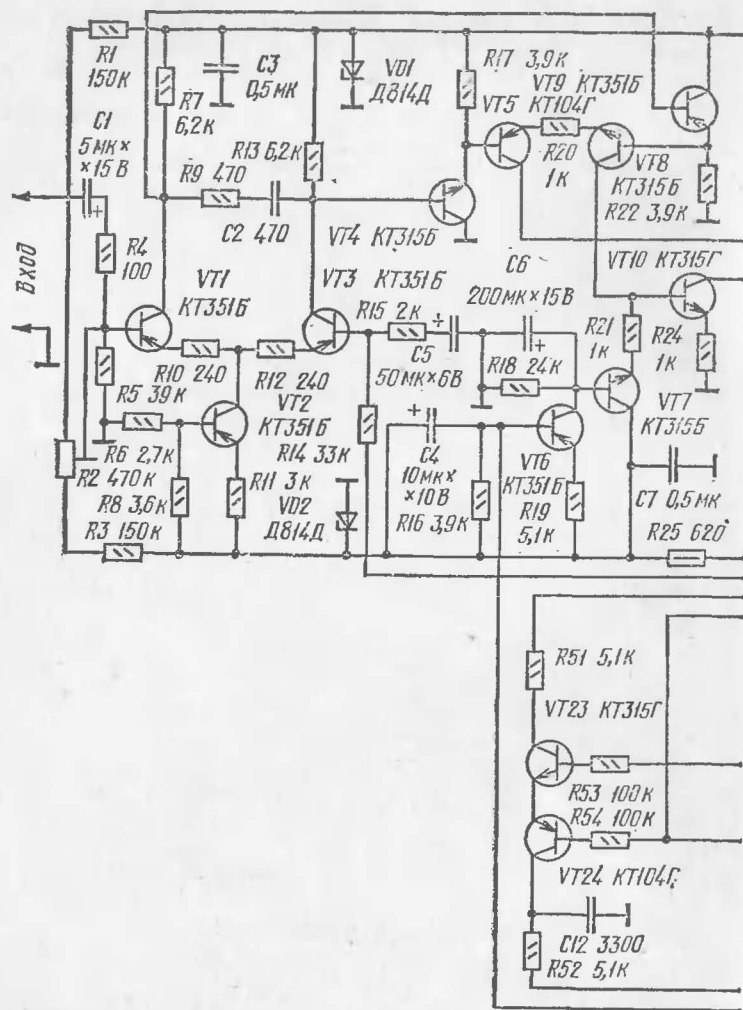 R1
150к
R7
6,2к
C3
0,5мк
VD1
Д814Д
R17 3,9к
VT9 КТ351Б
VT5 КТ104Г
C1
5мк×
×15В
R13 6,2к
R9 470
C2 470
VT4 КТ315Б
R20
1к
VT8
КТ315Б
R22 3,9к
Вход
R4
100
VT1
КТ351Б
VT3 КТ351Б
C6
200мк×15В
VT10 КТ315Г
R15 2к
C5
50мк×6В
R21
1к
R24
1к
R10 240
R12 240
R18 24к
R5 39к
VT2
КТ351Б
VT7
КТ315Б
R6 2,7к
R2 470к
R8 3,6к
R3 150к
R14 33к
R11 3к
VD2
Д814Д
C4
10мк×
×10В
R16 3,9к
VT6
КТ351Б
R19
5,1к
C7 0,5мк
R25 620
R51 5,1к
VT23 КТ315Г
R53 100к
R54 100к
VT24 КТ104Г
C12 3300
R52 5,1к